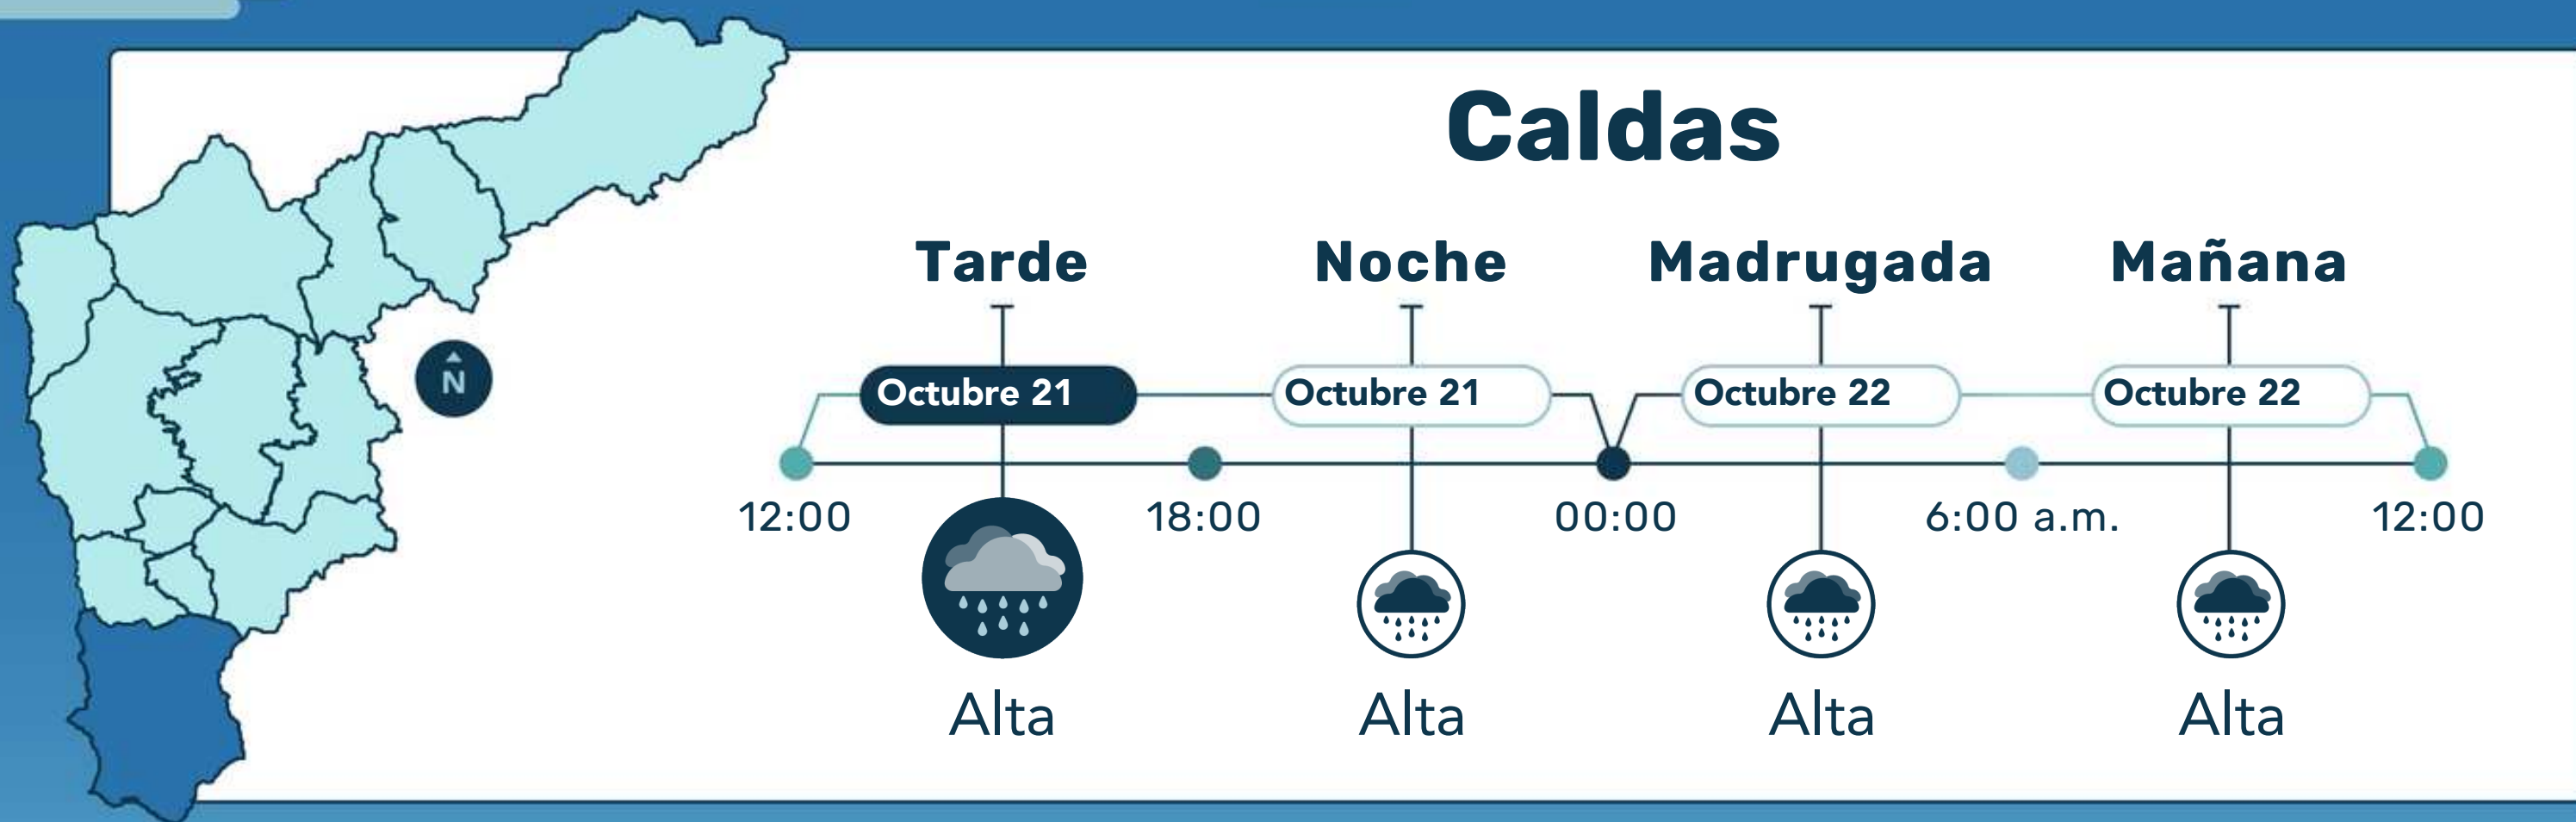 Caldas
Tarde Noche Madrugada Mañana
Octubre 21 Octubre 21 Octubre 22 Octubre 22
N
12:00 18:00 00:00 6:00 a.m. 12:00
Alta Alta Alta Alta